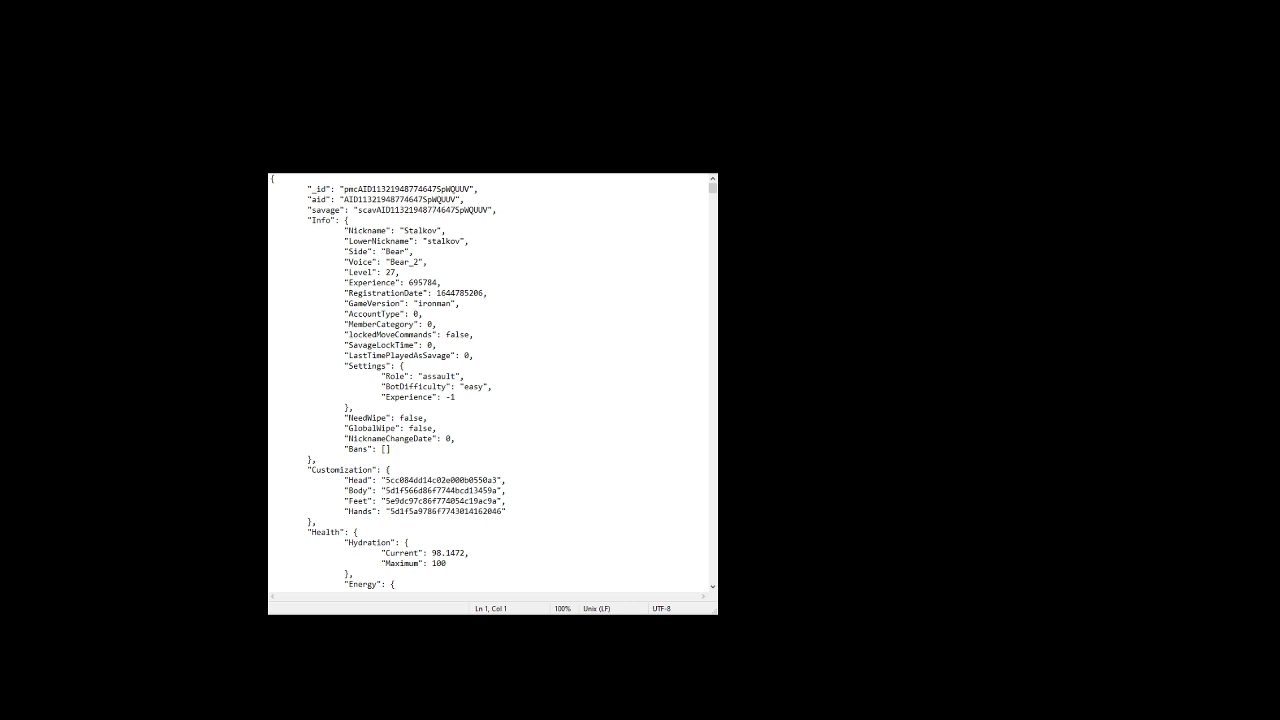 {
"_id": "pmcAID11321948774647SpWQUUV",
"aid": "AID11321948774647SpWQUUV",
"savage": "scavAID11321948774647SpWQUUV",
"Info": {
"Nickname": "Stalkov",
"LowerNickname": "stalkov",
"Side": "Bear",
"Voice": "Bear_2",
"Level": 27,
"Experience": 695784,
"RegistrationDate": 1644785206,
"GameVersion": "ironman",
"AccountType": 0,
"MemberCategory": 0,
"lockedMoveCommands": false,
"SavageLockTime": 0,
"LastTimePlayedAsSavage": 0,
"Settings": {
"Role": "assault",
"BotDifficulty": "easy",
"Experience": -1
},
"NeedWipe": false,
"GlobalWipe": false,
"NicknameChangeDate": 0,
"Bans": []
},
"Customization": {
"Head": "5cc084dd14c02e000b0550a3",
"Body": "5d1f566d86f7744bcd13459a",
"Feet": "5e9dc97c86f774054c19ac9a",
"Hands": "5d1f5a9786f7743014162046"
},
"Health": {
"Hydration": {
"Current": 98.1472,
"Maximum": 100
},
"Energy": {
Ln 1, Col 1 100% Unix (LF) UTF-8